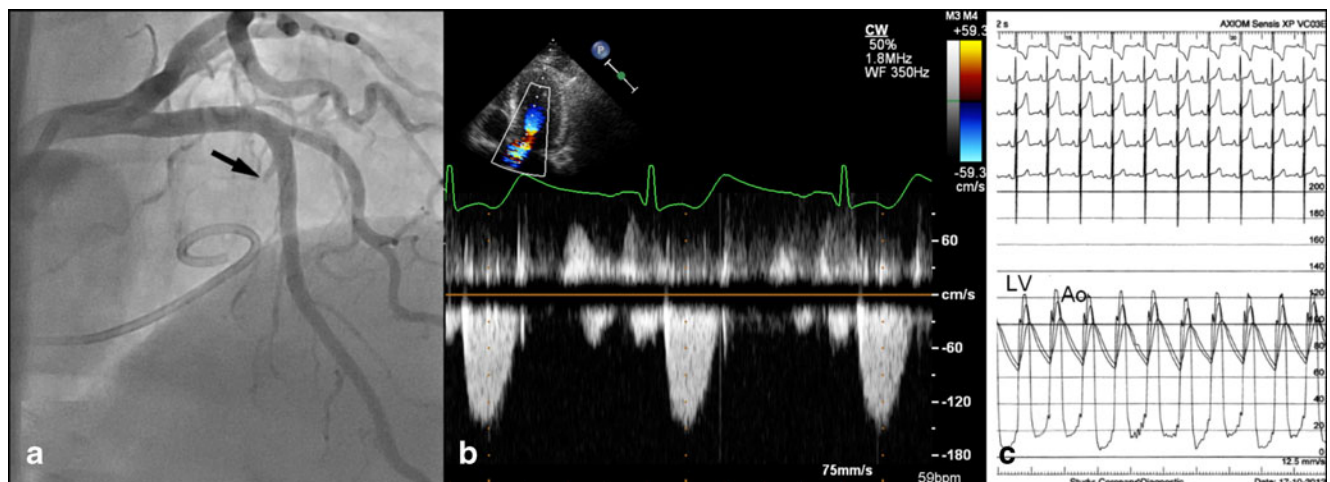 a
M3 M4
+59.3
CW
50%
1.8MHz
WF 350Hz
P
-59.3
cm/s
60
cm/s
-60
-120
-180
b
75mm/s
59bpm
2 s
AXIOM Sensis XP VC03E
200
180
160
140
LV
Ao
120
100
80
60
40
20
0
c
12.5 mm/s